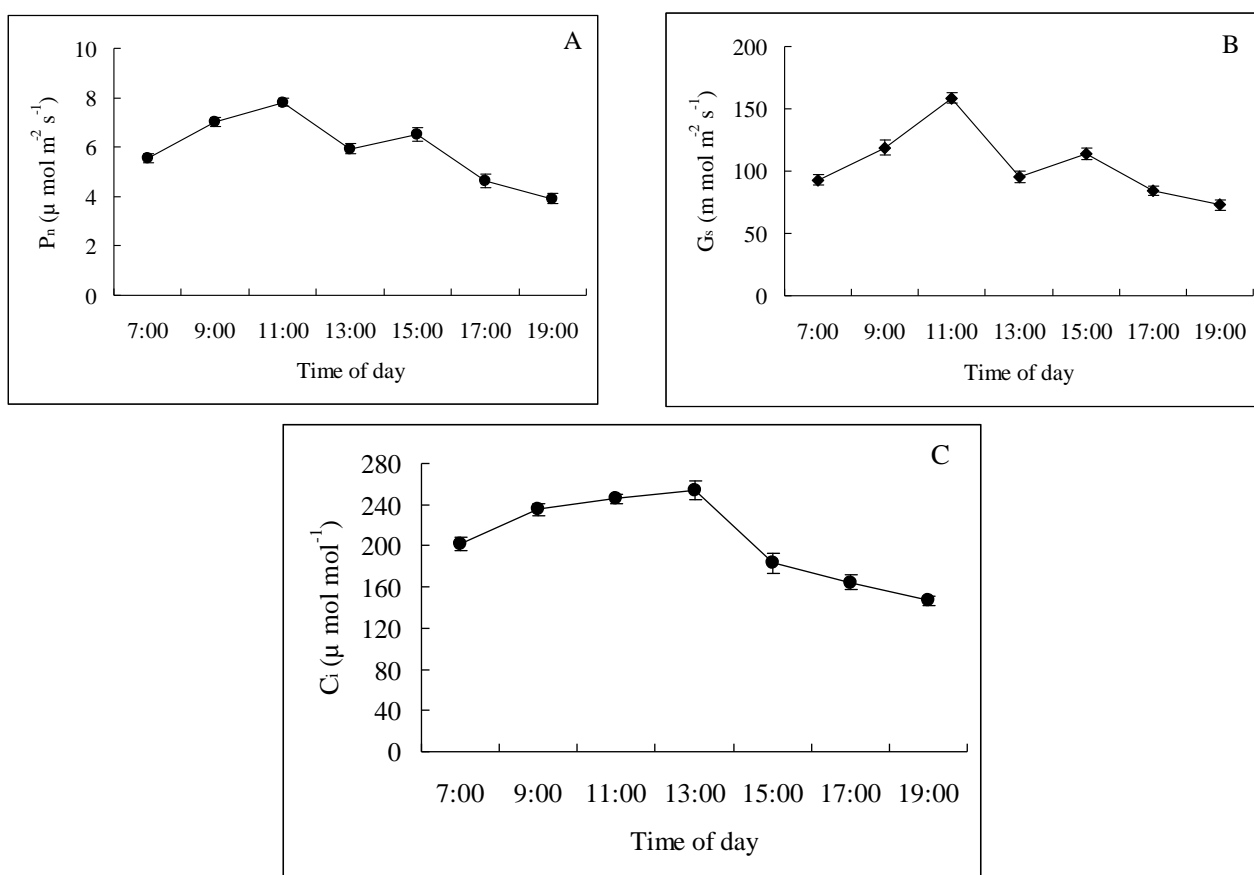 A
Pₙ (μ mol m⁻² s⁻¹)
10
8
6
4
2
0
7:00 9:00 11:00 13:00 15:00 17:00 19:00
Time of day
B
Gₛ (m mol m⁻² s⁻¹)
200
150
100
50
0
7:00 9:00 11:00 13:00 15:00 17:00 19:00
Time of day
C
Cᵢ (μ mol mol⁻¹)
280
240
200
160
120
80
40
0
7:00 9:00 11:00 13:00 15:00 17:00 19:00
Time of day